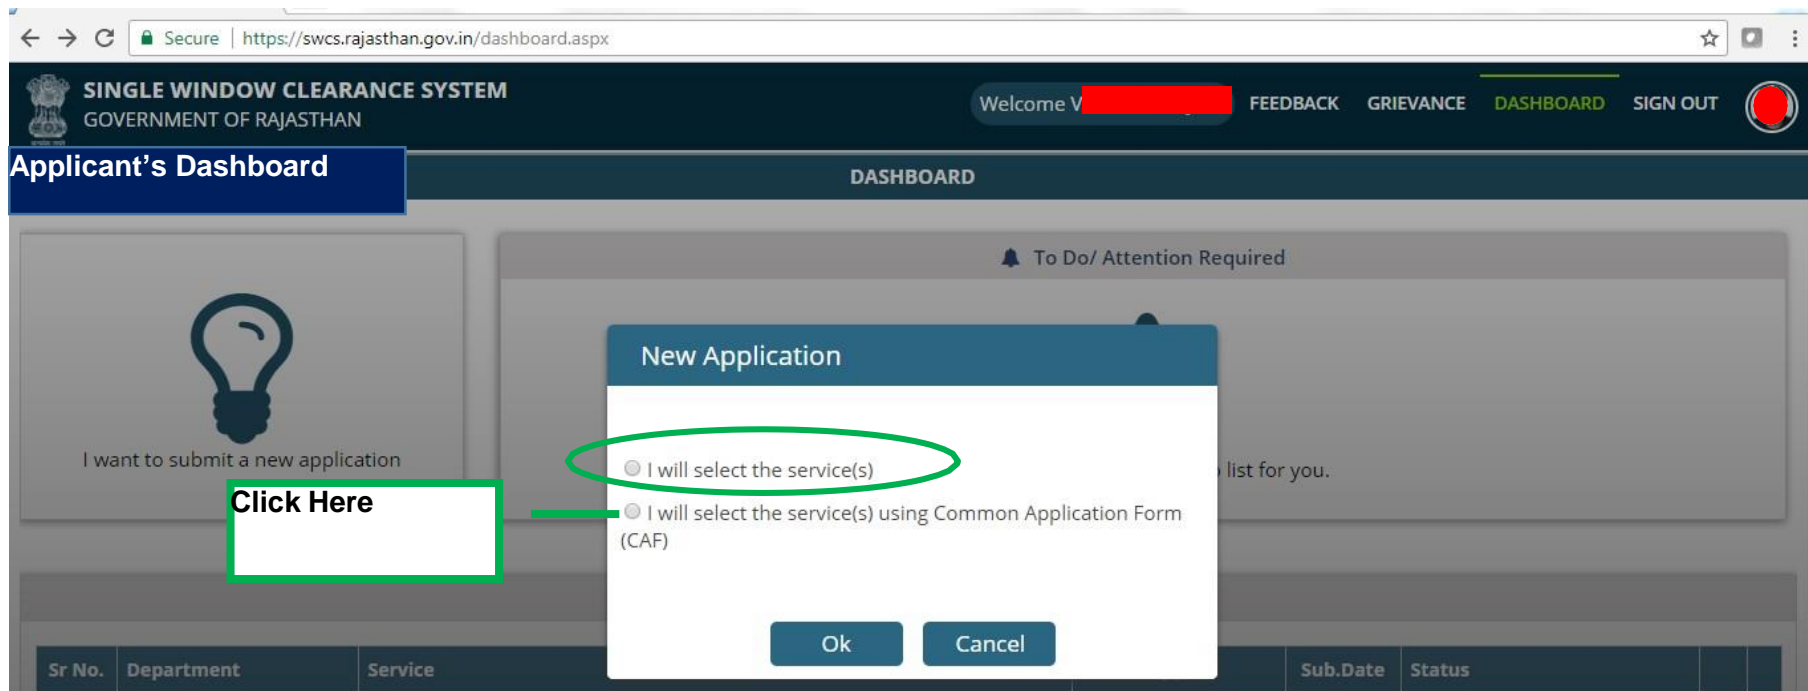 Secure | https://swcs.rajasthan.gov.in/dashboard.aspx
SINGLE WINDOW CLEARANCE SYSTEM
GOVERNMENT OF RAJASTHAN
Welcome V
FEEDBACK GRIEVANCE DASHBOARD SIGN OUT
Applicant’s Dashboard
DASHBOARD
To Do/ Attention Required
New Application
I want to submit a new application
I will select the service(s)
list for you.
Click Here
I will select the service(s) using Common Application Form
(CAF)
Ok Cancel
Sr No. Department Service Sub.Date Status